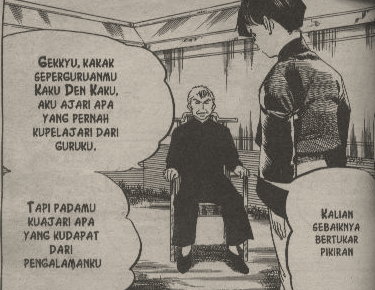 GEKKYU, KAKAK
SEPERGURUANMU
KAKU DEN KAKU,
AKU AJARI APA
YANG PERNAH
KUPELAJARI DARI
GURUKU.
TAPI PADAMU
KUAJARI APA
YANG KUDAPAT
DARI
PENGALAMANKU
KALIAN
SEBAIKNYA
BERTUKAR
PIKIRAN